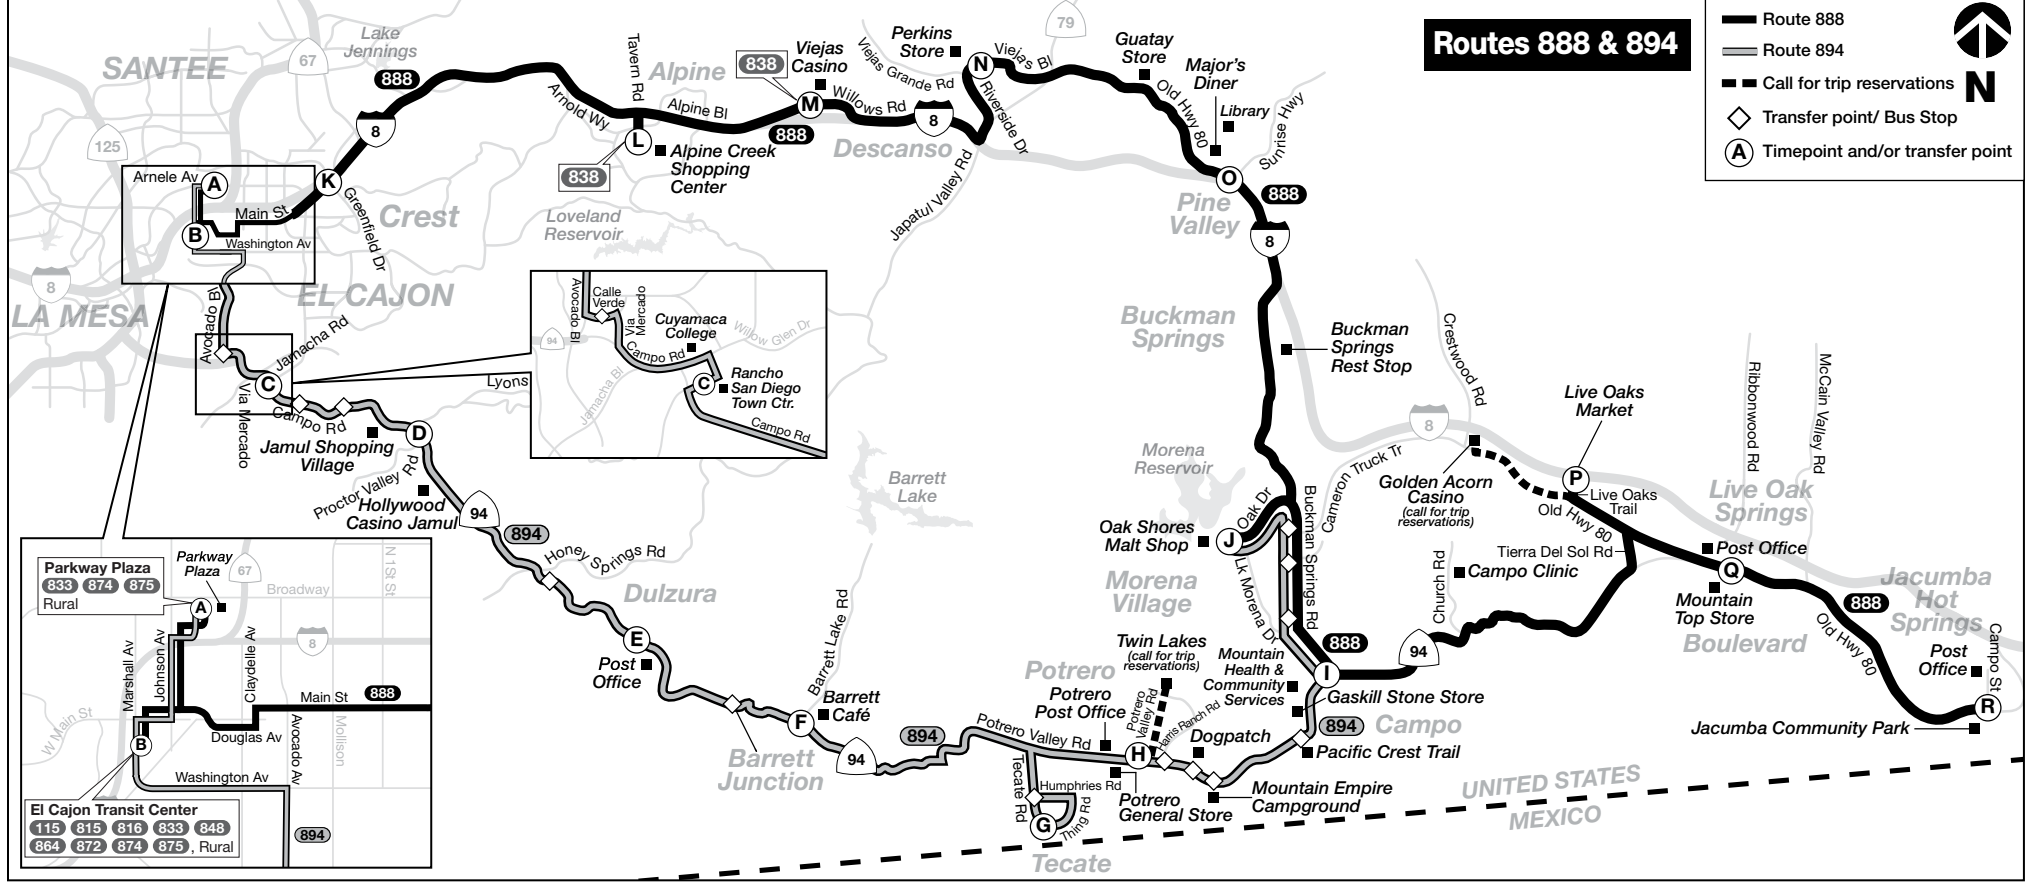 Routes 888 & 894
Route 888
Route 894
Call for trip reservations
Transfer point/ Bus Stop
A
Timepoint and/or transfer point
N
SANTEE
67
Lake
Jennings
888
8
125
Arnele Av
A
B
Main St
Washington Av
K
Greenfield Dr
Crest
EL CAJON
8
LA MESA
Avocado Bl
Jamacha Rd
C
Via Mercado
Campo Rd
Jamul Shopping
Village
D
Proctor Valley Rd
Hollywood
Casino Jamul
94
894
Honey Springs Rd
Dulzura
E
Post
Office
Lyons
Arnold Wy
Tavern Rd
Alpine
838
L
838
Alpine Creek
Shopping
Center
Alpine Bl
Viejas
Casino
M
888
Willows Rd
8
Descanso
Loveland
Reservoir
Perkins
Store
Viejas Grande Rd
N
Viejas Bl
79
Riverside Dr
Japatul Valley Rd
Guatay
Store
Old Hwy 80
Major's
Diner
Library
Sunrise Hwy
O
888
Pine
Valley
8
Buckman
Springs
Buckman
Springs
Rest Stop
Avocado Bl
Calle
Verde
Via
Mercado
94
Cuyamaca
College
Willow Glen Dr
Campo Rd
Jamacha Bl
C
Rancho
San Diego
Town Ctr.
Campo Rd
Barrett
Lake
Barrett Lake Rd
F
Barrett
Café
Barrett
Junction
94
894
Potrero Valley Rd
Tecate Rd
Humphries Rd
Thing Rd
G
Tecate
Potrero
Potrero
Post Office
Twin Lakes
(call for trip
reservations)
Potrero
Valley Rd
Harris Ranch Rd
H
Potrero
General Store
Dogpatch
Mountain Empire
Campground
Pacific Crest Trail
894
Campo
Gaskill Stone Store
Mountain
Health &
Community
Services
I
888
Morena
Reservoir
Oak Shores
Malt Shop
J
Oak Dr
Lk Morena Dr
Morena
Village
Buckman Springs Rd
Cameron Truck Tr
8
Crestwood Rd
Golden Acorn
Casino
(call for trip
reservations)
Live Oaks
Market
P
Live Oaks
Trail
Old Hwy 80
Tierra Del Sol Rd
Church Rd
Campo Clinic
94
Ribbonwood Rd
McCain Valley Rd
Live Oak
Springs
Post Office
Q
Mountain
Top Store
Boulevard
888
Old Hwy 80
Jacumba
Hot
Springs
Post
Office
Campo St
R
Jacumba Community Park
UNITED STATES
MEXICO
Parkway Plaza
833 874 875
Rural
Parkway
Plaza
A
67
Broadway
N 1 St St
8
Marshall Av
Johnson Av
Claydelle Av
Main St
888
W Main St
B
Douglas Av
Avocado Av
Mollison
Washington Av
El Cajon Transit Center
115 815 816 833 848
864 872 874 875, Rural
894